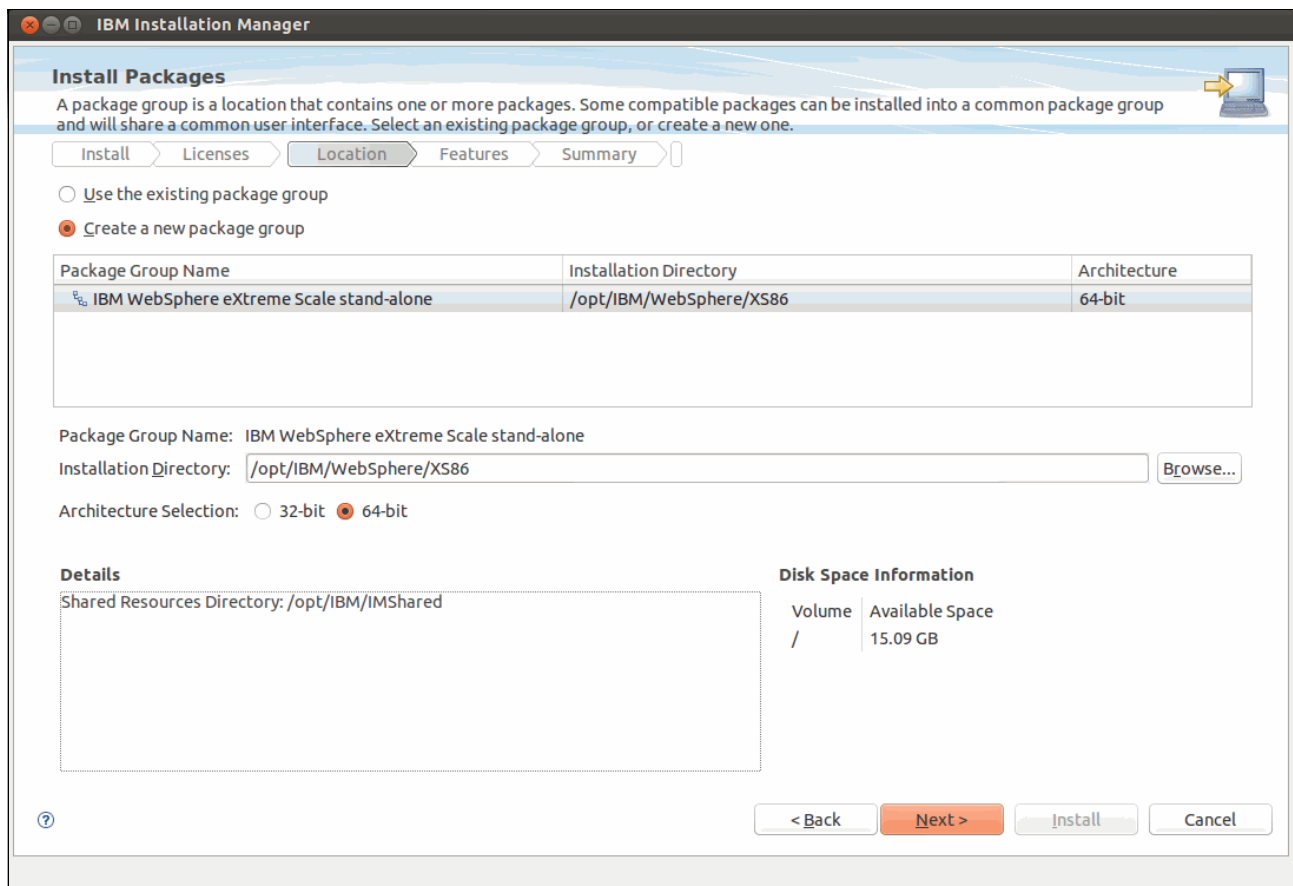 IBM Installation Manager
Install Packages
A package group is a location that contains one or more packages. Some compatible packages can be installed into a common package group
and will share a common user interface. Select an existing package group, or create a new one.
Install Licenses Location Features Summary
Use the existing package group
Create a new package group
Package Group Name Installation Directory Architecture
IBM WebSphere eXtreme Scale stand-alone /opt/IBM/WebSphere/XS86 64-bit
Package Group Name: IBM WebSphere eXtreme Scale stand-alone
Installation Directory: /opt/IBM/WebSphere/XS86 Browse...
Architecture Selection: 32-bit 64-bit
Details Disk Space Information
Shared Resources Directory: /opt/IBM/IMShared
Volume Available Space
/ 15.09 GB
? < Back Next > Install Cancel